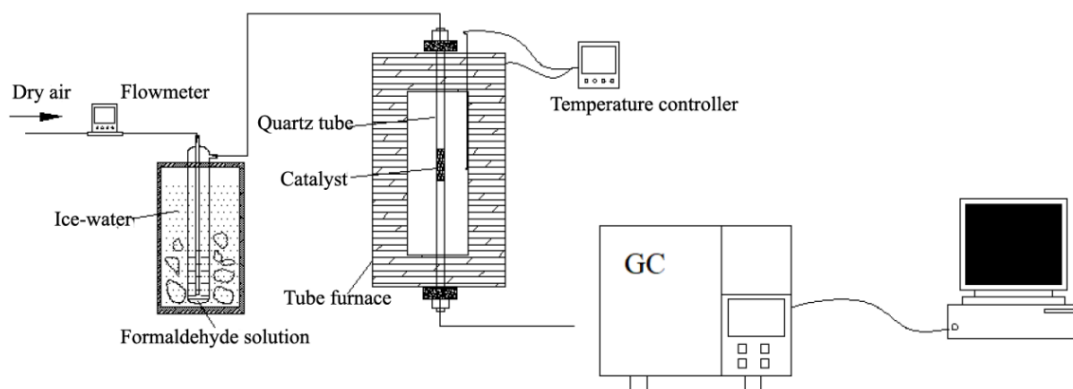 Dry air
Flowmeter
Quartz tube
Temperature controller
Catalyst
Ice-water
GC
Tube furnace
Formaldehyde solution